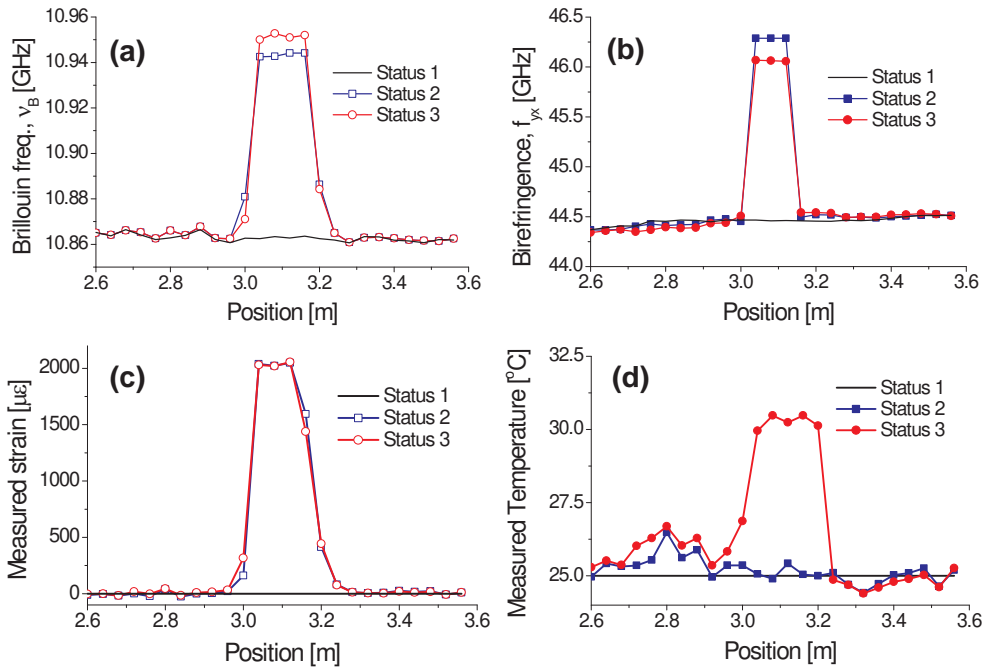 (a)
Brillouin freq., νB [GHz]
10.96
10.94
10.90
10.88
10.86
2.6 2.8 3.0 3.2 3.4 3.6
Position [m]
Status 1
Status 2
Status 3
(b)
Birefringence, fyx [GHz]
46.5
46.0
45.5
45.0
44.5
44.0
2.6 2.8 3.0 3.2 3.4 3.6
Position [m]
Status 1
Status 2
Status 3
(c)
Measured strain [με]
2000
1500
1000
500
0
2.6 2.8 3.0 3.2 3.4 3.6
Position [m]
Status 1
Status 2
Status 3
(d)
Measured Temperature [°C]
32.5
30.0
27.5
25.0
2.6 2.8 3.0 3.2 3.4 3.6
Position [m]
Status 1
Status 2
Status 3